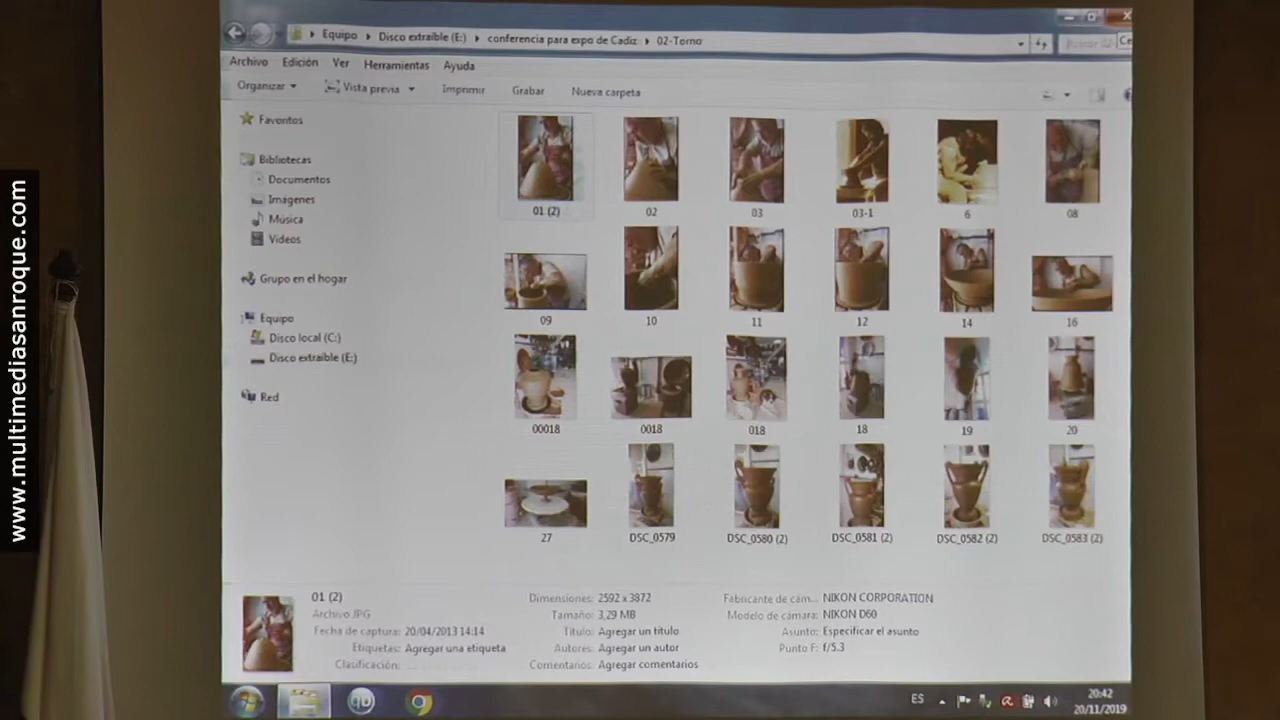 www.multimediasanroque.com
Equipo Disco extraíble (E:) conferencia para expo de Cadiz 02-Torno
Archivo Edición Ver Herramientas Ayuda
Organizar Vista previa Imprimir Grabar Nueva carpeta
Favoritos
Bibliotecas
Documentos
Imágenes
Música
Videos
Grupo en el hogar
Equipo
Disco local (C:)
Disco extraíble (E:)
Red
01 (2) 02 03 03-1 6 08
09 10 11 12 14 16
00018 0018 018 18 19 20
27 DSC_0579 DSC_0580 (2) DSC_0581 (2) DSC_0582 (2) DSC_0583 (2)
01 (2)
Archivo JPG
Fecha de captura: 20/04/2013 14:14
Etiquetas: Agregar una etiqueta
Clasificación:
Dimensiones: 2592 x 3872
Tamaño: 3,29 MB
Título: Agregar un título
Autores: Agregar un autor
Comentarios: Agregar comentarios
Fabricante de cám... NIKON CORPORATION
Modelo de cámara: NIKON D60
Asunto: Especificar el asunto
Punto F: f/5.3
ES
20:42
20/11/2019